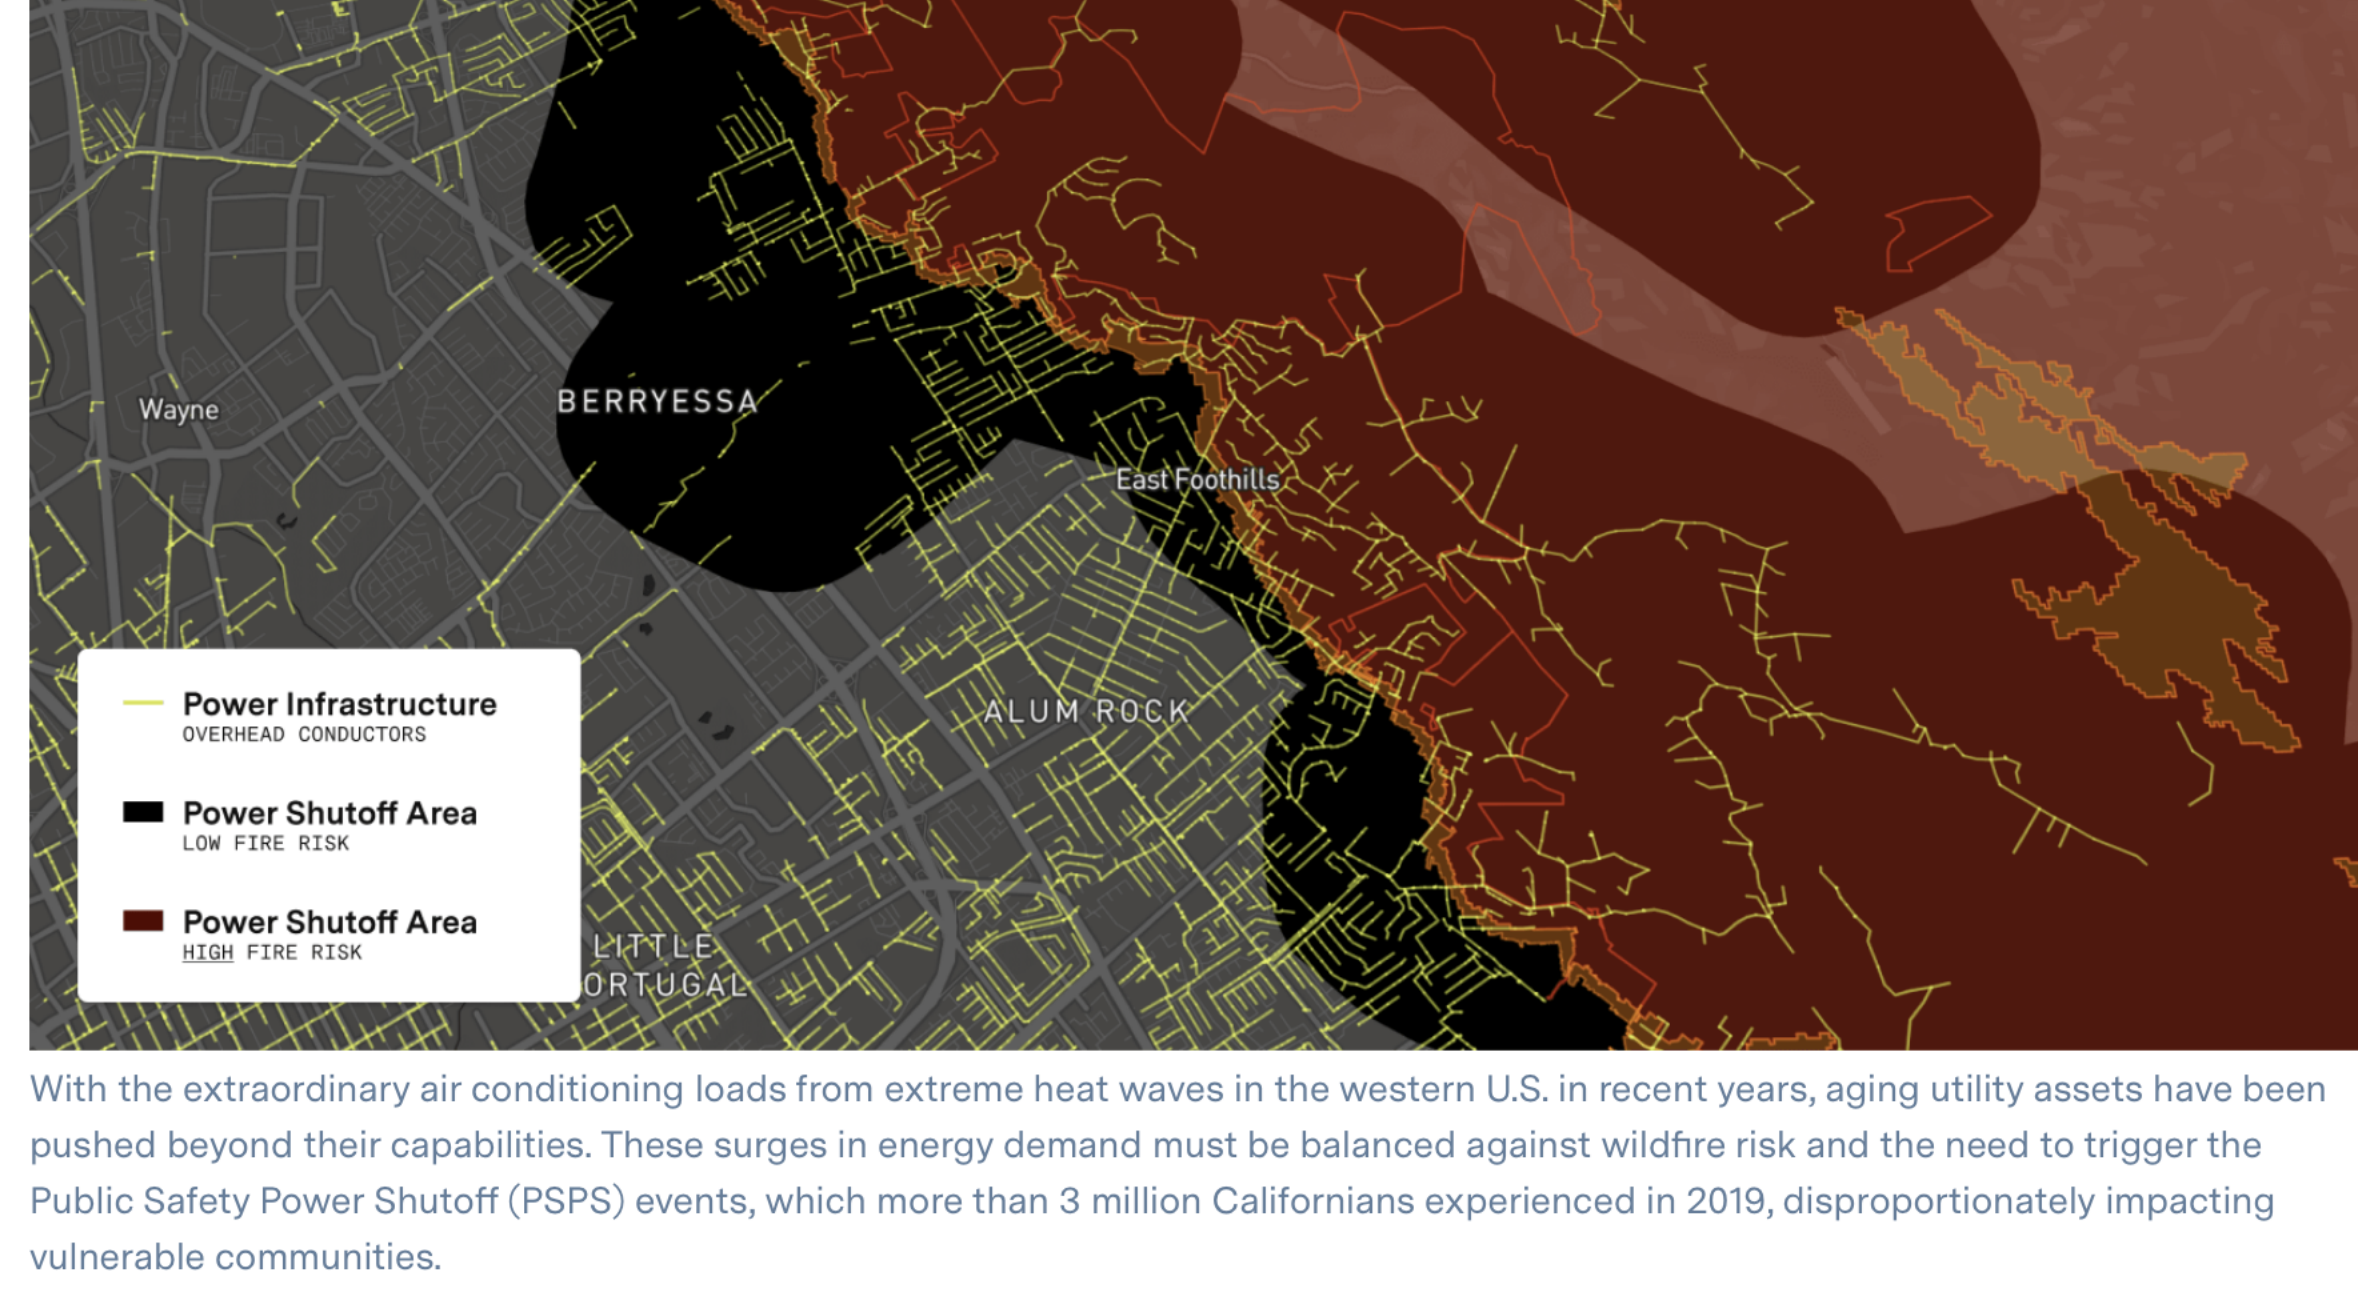 BERRYESSA
Wayne
East Foothills
ALUM ROCK
Power Infrastructure
OVERHEAD CONDUCTORS
Power Shutoff Area
LOW FIRE RISK
Power Shutoff Area
HIGH FIRE RISK
LITTLE
ORTUGAL
With the extraordinary air conditioning loads from extreme heat waves in the western U.S. in recent years, aging utility assets have been
pushed beyond their capabilities. These surges in energy demand must be balanced against wildfire risk and the need to trigger the
Public Safety Power Shutoff (PSPS) events, which more than 3 million Californians experienced in 2019, disproportionately impacting
vulnerable communities.